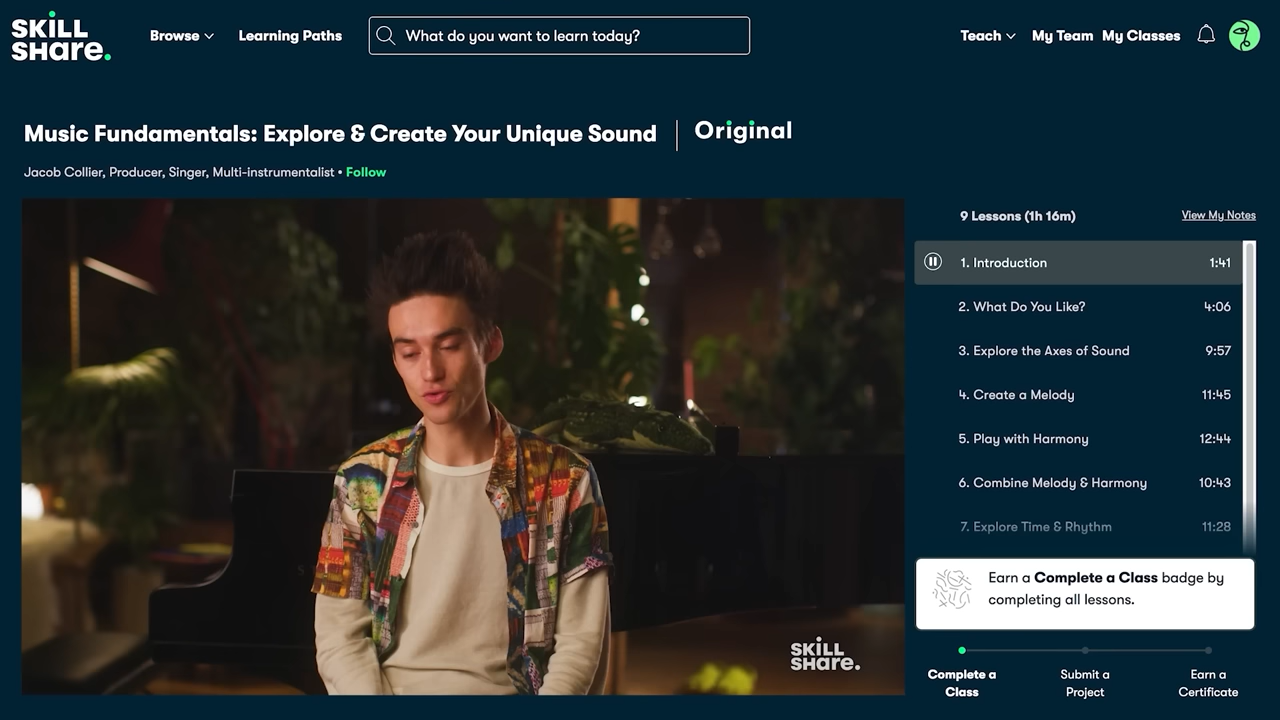 SKiLL
SHare.
Browse
Learning Paths
What do you want to learn today?
Teach
My Team
My Classes
Music Fundamentals: Explore & Create Your Unique Sound
Original
Jacob Collier, Producer, Singer, Multi-instrumentalist • Follow
9 Lessons (1h 16m)
View My Notes
1. Introduction 1:41
2. What Do You Like? 4:06
3. Explore the Axes of Sound 9:57
4. Create a Melody 11:45
5. Play with Harmony 12:44
6. Combine Melody & Harmony 10:43
7. Explore Time & Rhythm 11:28
Earn a Complete a Class badge by
completing all lessons.
SKiLL
SHare.
Complete a
Class
Submit a
Project
Earn a
Certificate